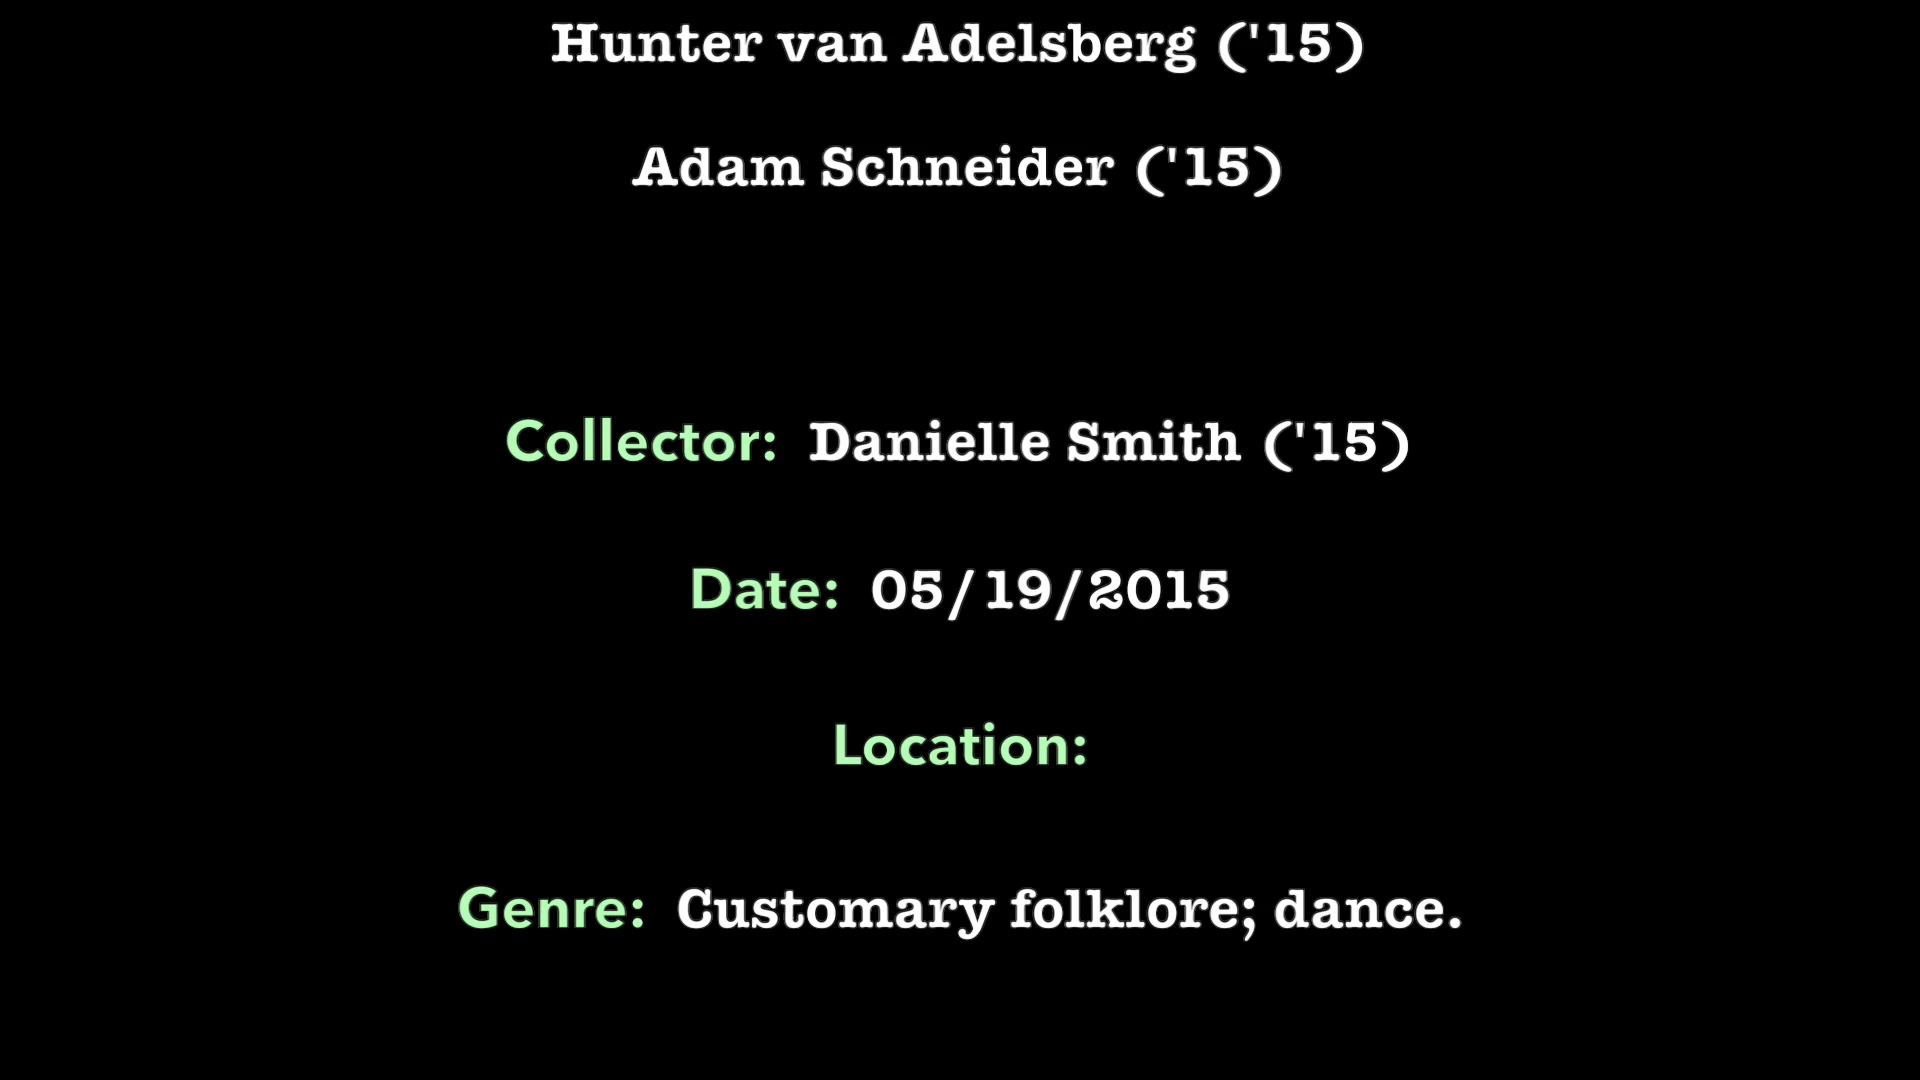 Hunter van Adelsberg ('15)
Adam Schneider ('15)
Collector: Danielle Smith ('15)
Date: 05/19/2015
Location:
Genre: Customary folklore; dance.